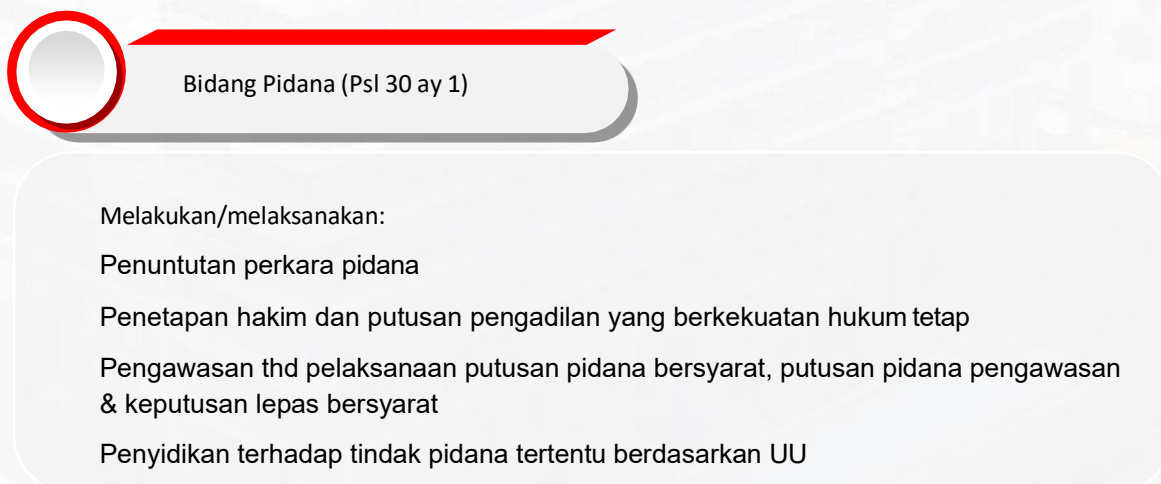 Bidang Pidana (Psl 30 ay 1)
Melakukan/melaksanakan:
Penuntutan perkara pidana
Penetapan hakim dan putusan pengadilan yang berkekuatan hukum tetap
Pengawasan thd pelaksanaan putusan pidana bersyarat, putusan pidana pengawasan
& keputusan lepas bersyarat
Penyidikan terhadap tindak pidana tertentu berdasarkan UU